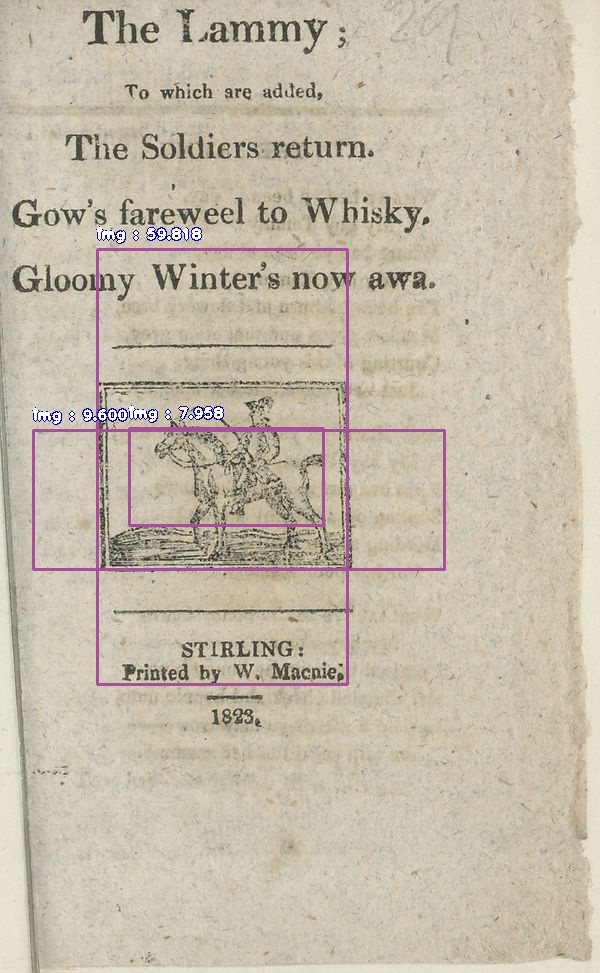 The Lammy;
To which are added,
The Soldiers return.
Gow's fareweel to Whisky.
Gloomy Winter's now awa.
img : 59.818
img : 9.600
img : 7.958
STIRLING:
Printed by W. Macnie,
1823.